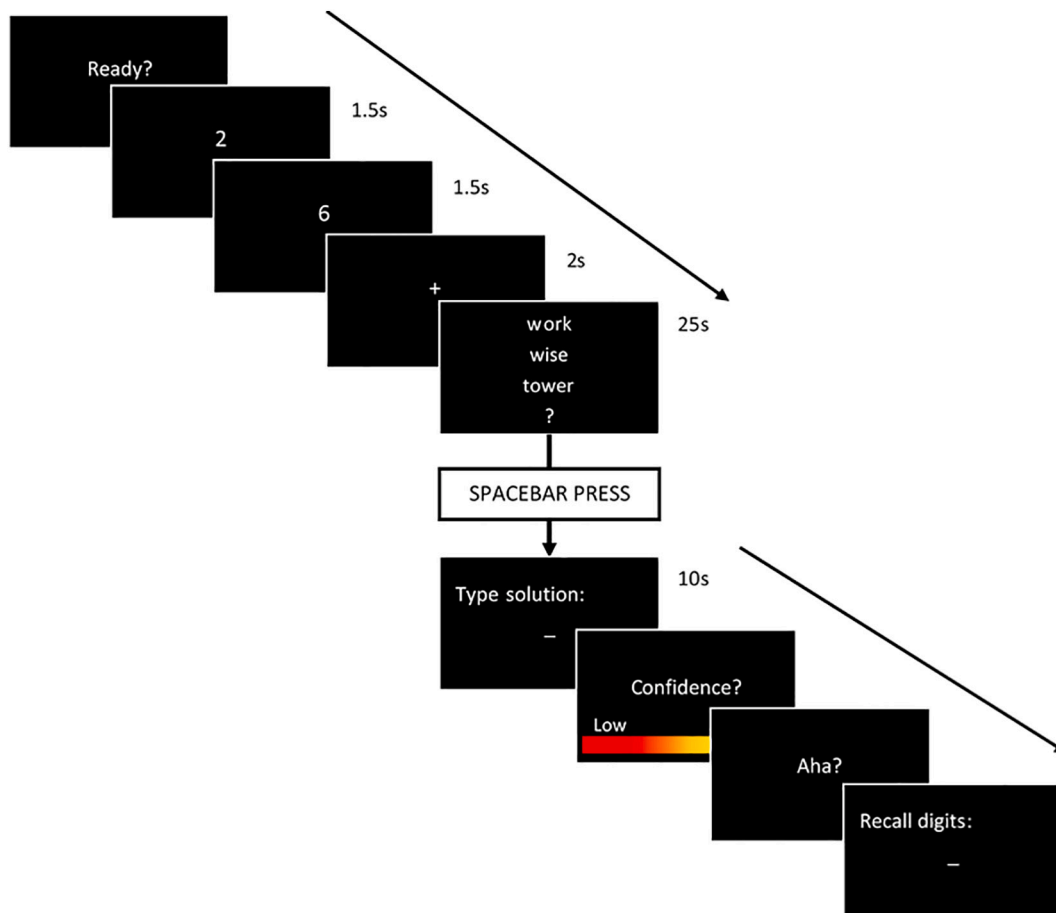 Ready?
2
1.5s
6
1.5s
+
2s
work
wise
tower
?
25s
SPACEBAR PRESS
Type solution:
_
10s
Confidence?
Low
Aha?
Recall digits:
_